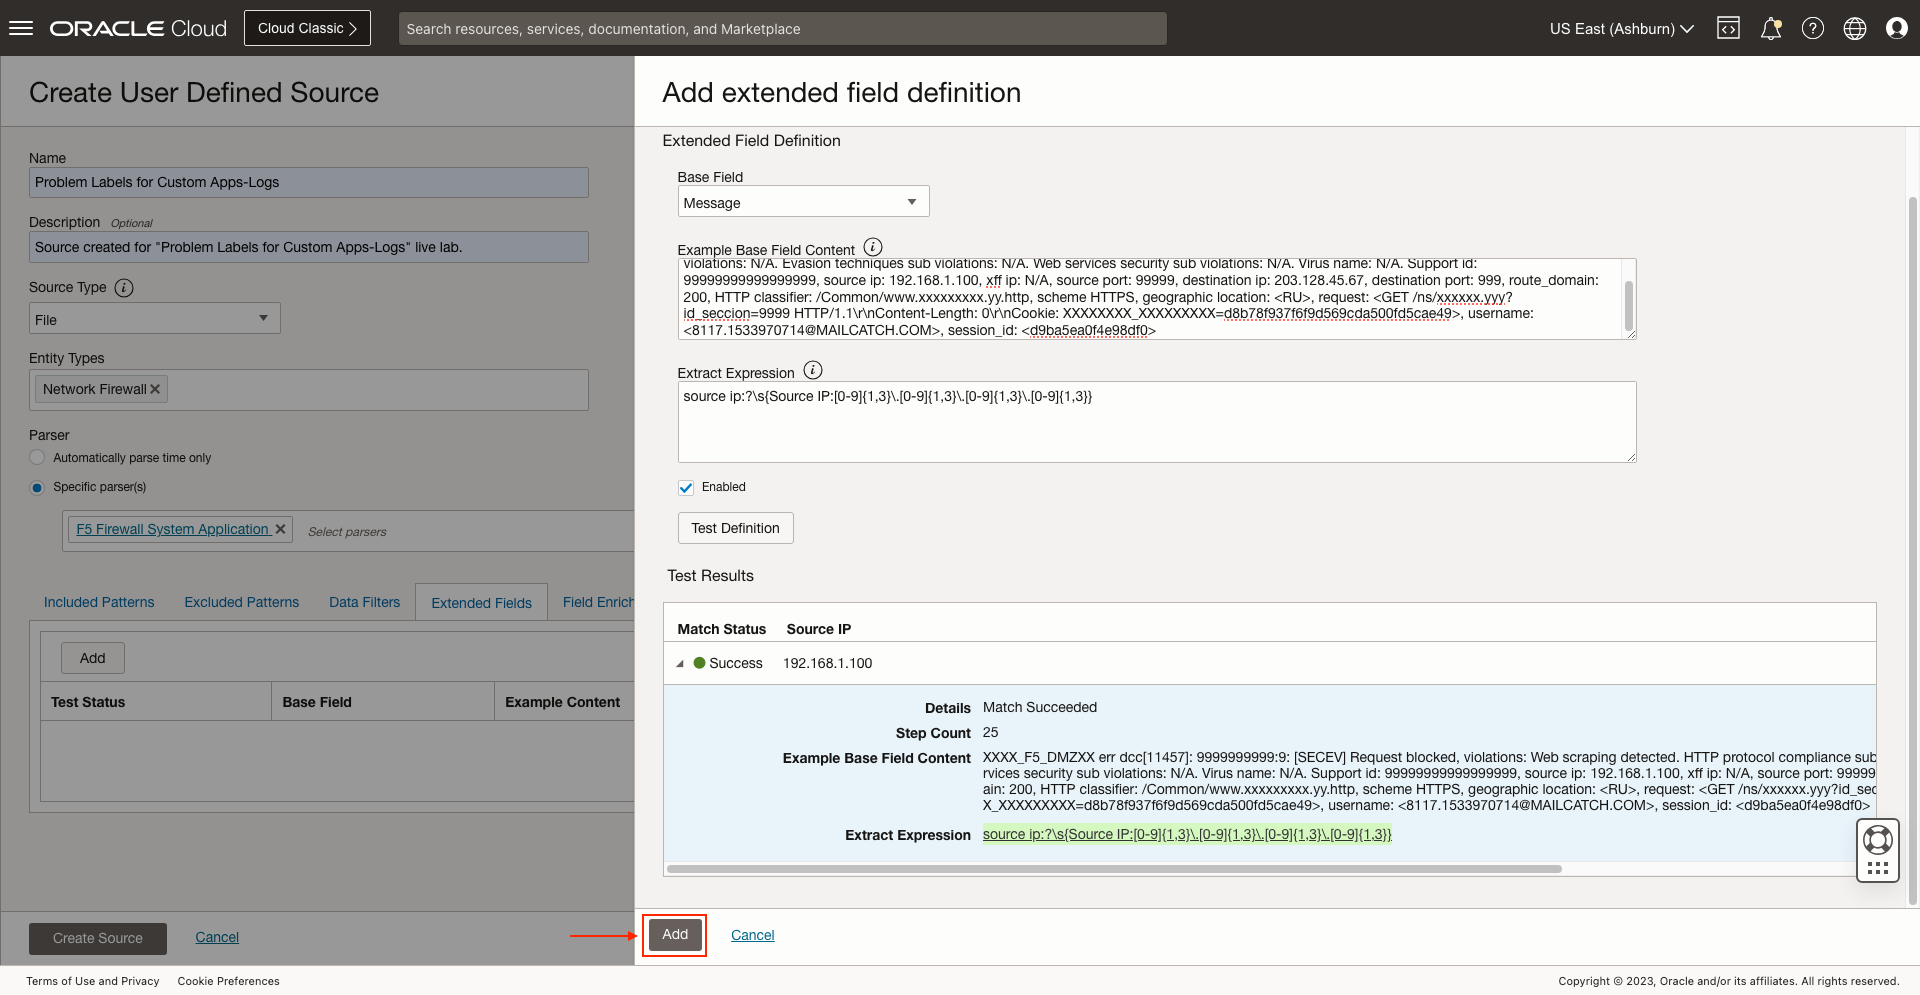 ORACLE Cloud
Cloud Classic
Search resources, services, documentation, and Marketplace
US East (Ashburn)
Create User Defined Source
Name
Problem Labels for Custom Apps-Logs
Description Optional
Source created for "Problem Labels for Custom Apps-Logs" live lab.
Source Type
File
Entity Types
Network Firewall
Parser
Automatically parse time only
Specific parser(s)
F5 Firewall System Application
Select parsers
Included Patterns
Excluded Patterns
Data Filters
Extended Fields
Field Enrich
Add
Test Status
Base Field
Example Content
Create Source
Cancel
Add extended field definition
Extended Field Definition
Base Field
Message
Example Base Field Content
violations: N/A. Evasion techniques sub violations: N/A. Web services security sub violations: N/A. Virus name: N/A. Support id:
99999999999999999, source ip: 192.168.1.100, xff ip: N/A, source port: 99999, destination ip: 203.128.45.67, destination port: 999, route_domain:
200, HTTP classifier: /Common/www.xxxxxxxxx.yy.http, scheme HTTPS, geographic location: <RU>, request: <GET /ns/xxxxxx.yyy?
id_seccion=9999 HTTP/1.1\r\nContent-Length: 0\r\nCookie: XXXXXXXX_XXXXXXXXX=d8b78f937f6f9d569cda500fd5cae49>, username:
<8117.1533970714@MAILCATCH.COM>, session_id: <d9ba5ea0f4e98df0>
Extract Expression
source ip:?\s{Source IP:[0-9]{1,3}\.[0-9]{1,3}\.[0-9]{1,3}\.[0-9]{1,3}}
Enabled
Test Definition
Test Results
Match Status
Source IP
Success
192.168.1.100
Details Match Succeeded
Step Count 25
Example Base Field Content XXXX_F5_DMZXX err dcc[11457]: 9999999999:9: [SECEV] Request blocked, violations: Web scraping detected. HTTP protocol compliance sub
rvices security sub violations: N/A. Virus name: N/A. Support id: 99999999999999999, source ip: 192.168.1.100, xff ip: N/A, source port: 99999
ain: 200, HTTP classifier: /Common/www.xxxxxxxxx.yy.http, scheme HTTPS, geographic location: <RU>, request: <GET /ns/xxxxxx.yyy?id_sec
X_XXXXXXXXX=d8b78f937f6f9d569cda500fd5cae49>, username: <8117.1533970714@MAILCATCH.COM>, session_id: <d9ba5ea0f4e98df0>
Extract Expression source ip:?\s{Source IP:[0-9]{1,3}\.[0-9]{1,3}\.[0-9]{1,3}\.[0-9]{1,3}}
Add
Cancel
Terms of Use and Privacy
Cookie Preferences
Copyright © 2023, Oracle and/or its affiliates. All rights reserved.